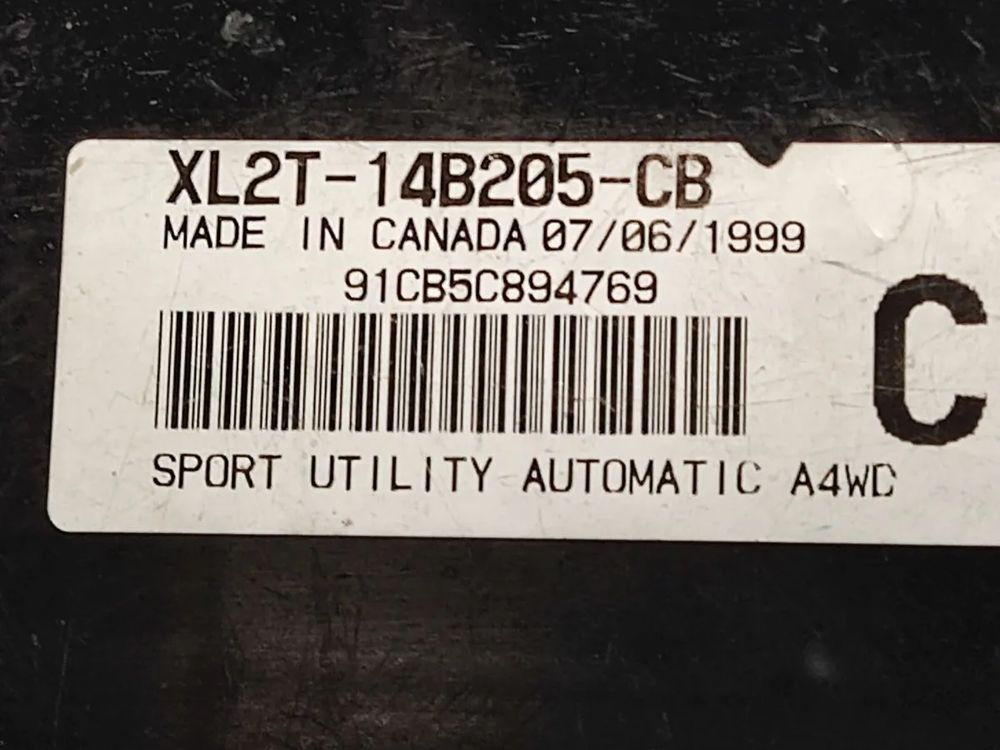 XL2T-14B205-CB
MADE IN CANADA 07/06/1999
91CB5C894769
C
SPORT UTILITY AUTOMATIC A4WD